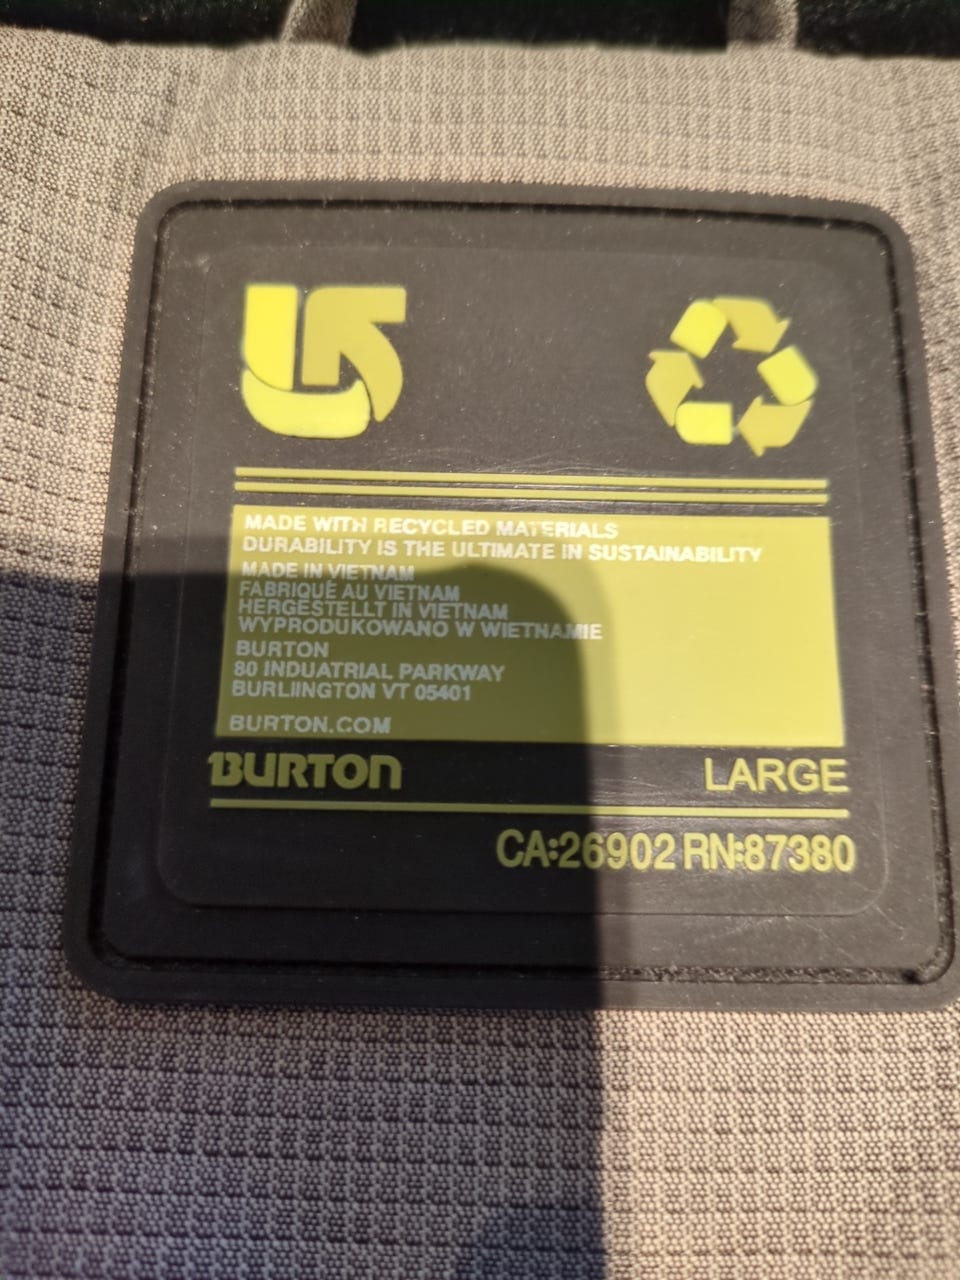 MADE WITH RECYCLED MATERIALS
DURABILITY IS THE ULTIMATE IN SUSTAINABILITY
MADE IN VIETNAM
FABRIQUÉ AU VIETNAM
HERGESTELLT IN VIETNAM
WYPRODUKOWANO W WIETNAMIE
BURTON
80 INDUATRIAL PARKWAY
BURLIINGTON VT 05401
BURTON.COM
BURTON LARGE
CA:26902 RN:87380